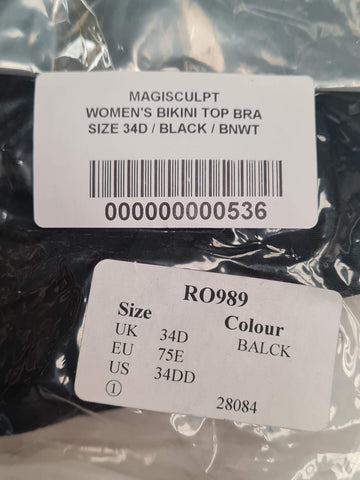 MAGISCULPT
WOMEN'S BIKINI TOP BRA
SIZE 34D / BLACK / BNWT
000000000536
RO989
Size Colour
UK 34D BALCK
EU 75E
US 34DD
1 28084